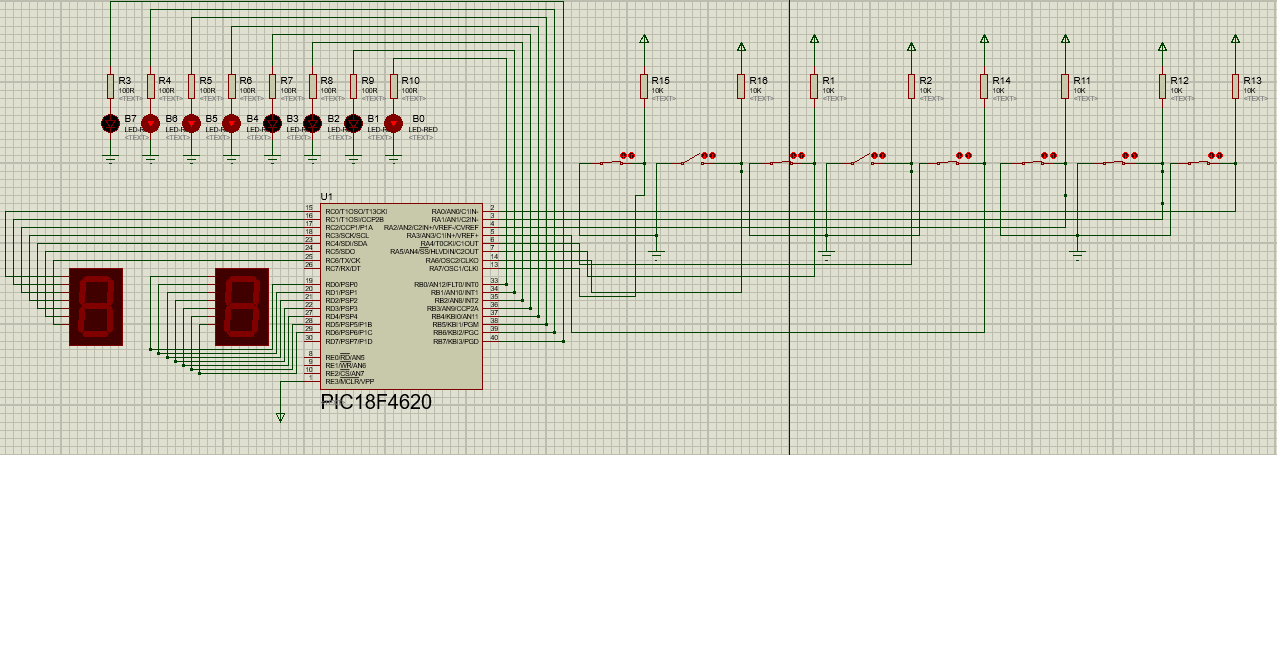 R3 R4 R5 R6 R7 R8 R9 R10 R15 R16 R1 R2 R14 R11 R12 R13
100R 100R 100R 100R 100R 100R 100R 100R 10K 10K 10K 10K 10K 10K 10K 10K
<TEXT> <TEXT> <TEXT> <TEXT> <TEXT> <TEXT> <TEXT> <TEXT> <TEXT> <TEXT> <TEXT> <TEXT> <TEXT> <TEXT> <TEXT> <TEXT>
B7 B6 B5 B4 B3 B2 B1 B0
LED-R LED-R LED-R LED-R LED-R LED-R LED-R LED-RED
<TEXT> <TEXT> <TEXT> <TEXT> <TEXT> <TEXT> <TEXT> <TEXT>
U1
15 RC0/T1OSO/T13CKI RA0/AN0/C1IN- 2
16 RC1/T1OSI/CCP2B RA1/AN1/C2IN- 3
17 RC2/CCP1/P1A RA2/AN2/C2IN+/VREF-/CVREF 4
18 RC3/SCK/SCL RA3/AN3/C1IN+/VREF+ 5
23 RC4/SDI/SDA RA4/T0CKI/C1OUT 6
24 RC5/SDO RA5/AN4/SS/HLVDIN/C2OUT 7
25 RC6/TX/CK RA6/OSC2/CLKO 14
26 RC7/RX/DT RA7/OSC1/CLKI 13
19 RD0/PSP0 RB0/AN12/FLT0/INT0 33
20 RD1/PSP1 RB1/AN10/INT1 34
21 RD2/PSP2 RB2/AN8/INT2 35
22 RD3/PSP3 RB3/AN9/CCP2A 36
27 RD4/PSP4 RB4/KBI0/AN11 37
28 RD5/PSP5/P1B RB5/KBI1/PGM 38
29 RD6/PSP6/P1C RB6/KBI2/PGC 39
30 RD7/PSP7/P1D RB7/KBI3/PGD 40
8 RE0/RD/AN5
9 RE1/WR/AN6
10 RE2/CS/AN7
1 RE3/MCLR/VPP
PIC18F4620